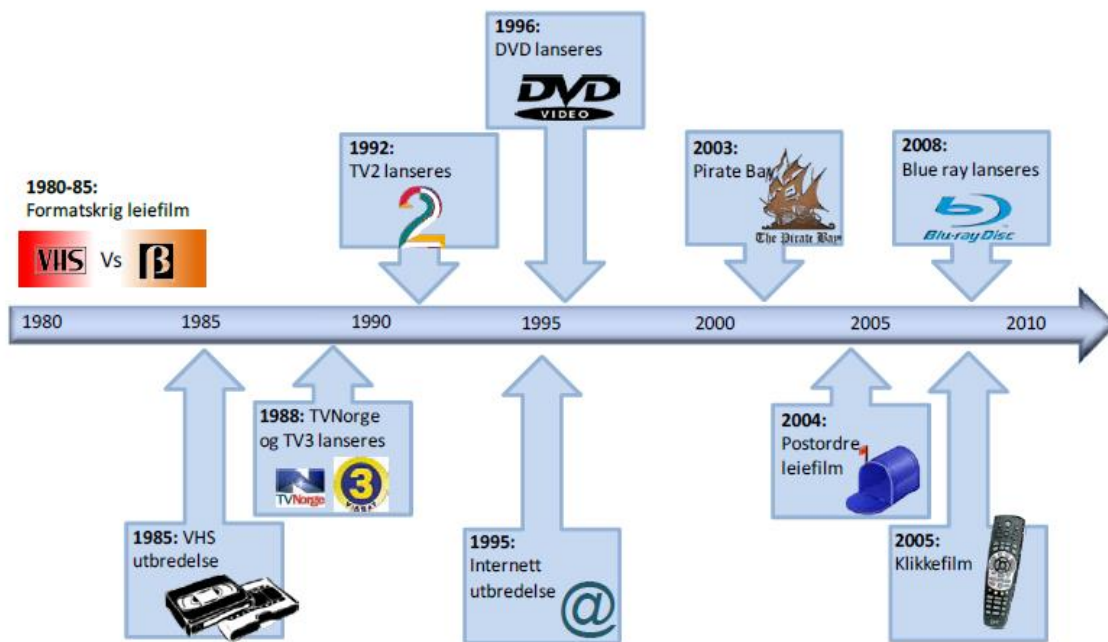 1996:
DVD lanseres
DVD
VIDEO
1992:
TV2 lanseres
2
2003:
Pirate Bay
The Pirate Bay
2008:
Blue ray lanseres
Blu-ray Disc
1980-85:
Formatskrig leiefilm
VHS Vs β
1980 1985 1990 1995 2000 2005 2010
1988: TVNorge
og TV3 lanseres
TVNorge
3
VIASAT
2004:
Postordre
leiefilm
1985: VHS
utbredelse
1995:
Internett
utbredelse
@
2005:
Klikkefilm